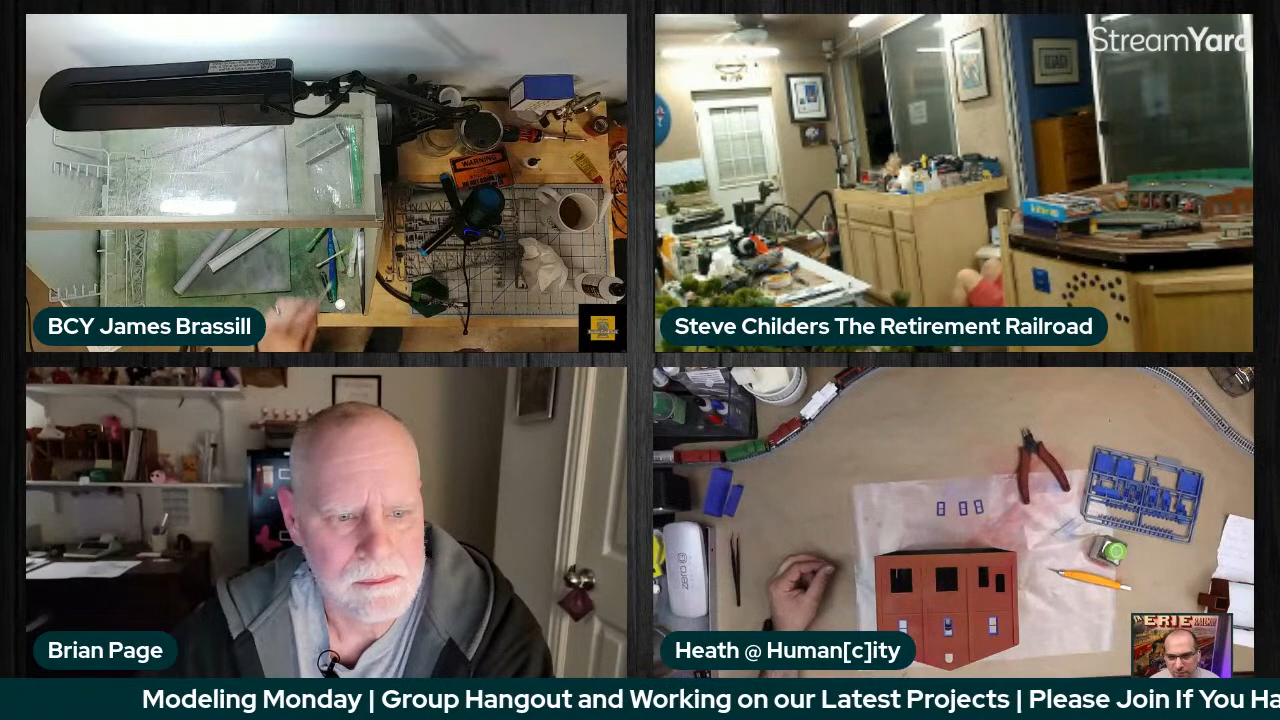 StreamYard
WARNING
BCY James Brassill
Steve Childers The Retirement Railroad
zero
ERIE
Brian Page
Heath @ Human[c]ity
Modeling Monday | Group Hangout and Working on our Latest Projects | Please Join If You Ha